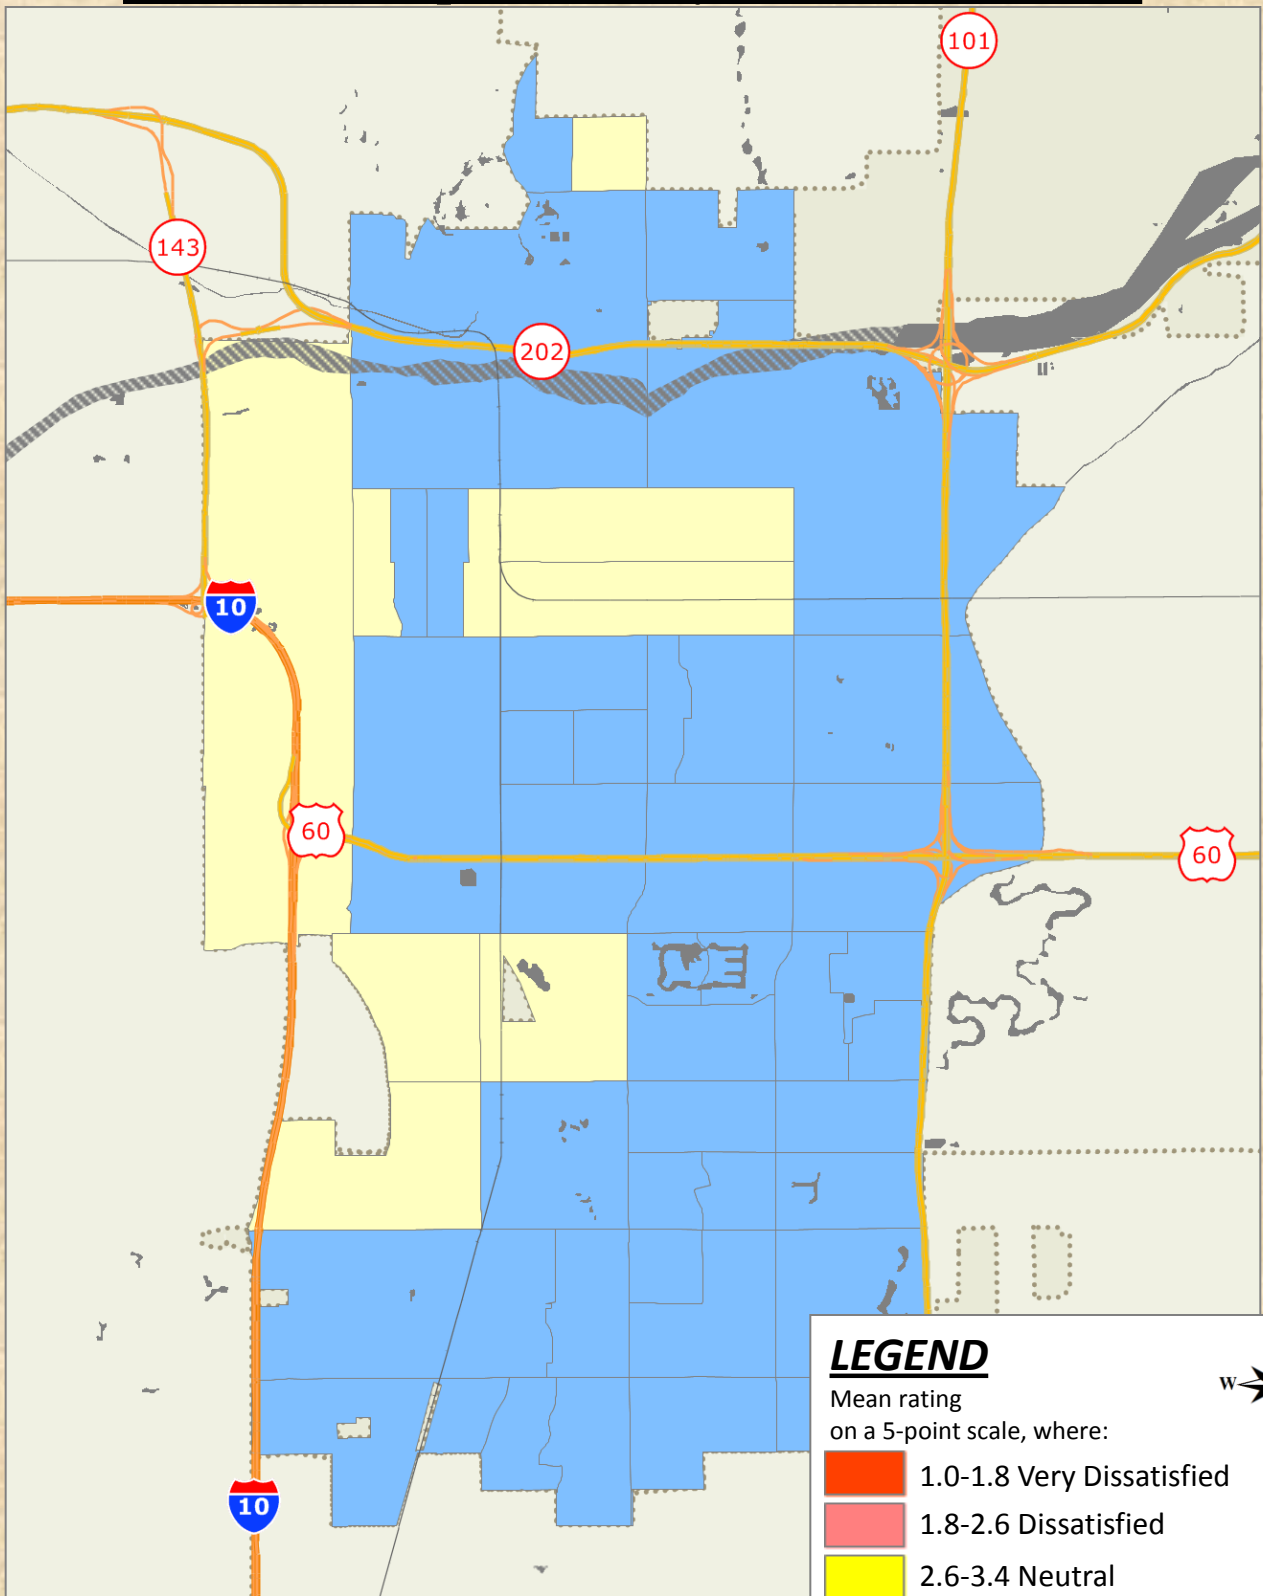 101
143
202
10
60
60
10
LEGEND
W
Mean rating
on a 5-point scale, where:
1.0-1.8 Very Dissatisfied
1.8-2.6 Dissatisfied
2.6-3.4 Neutral